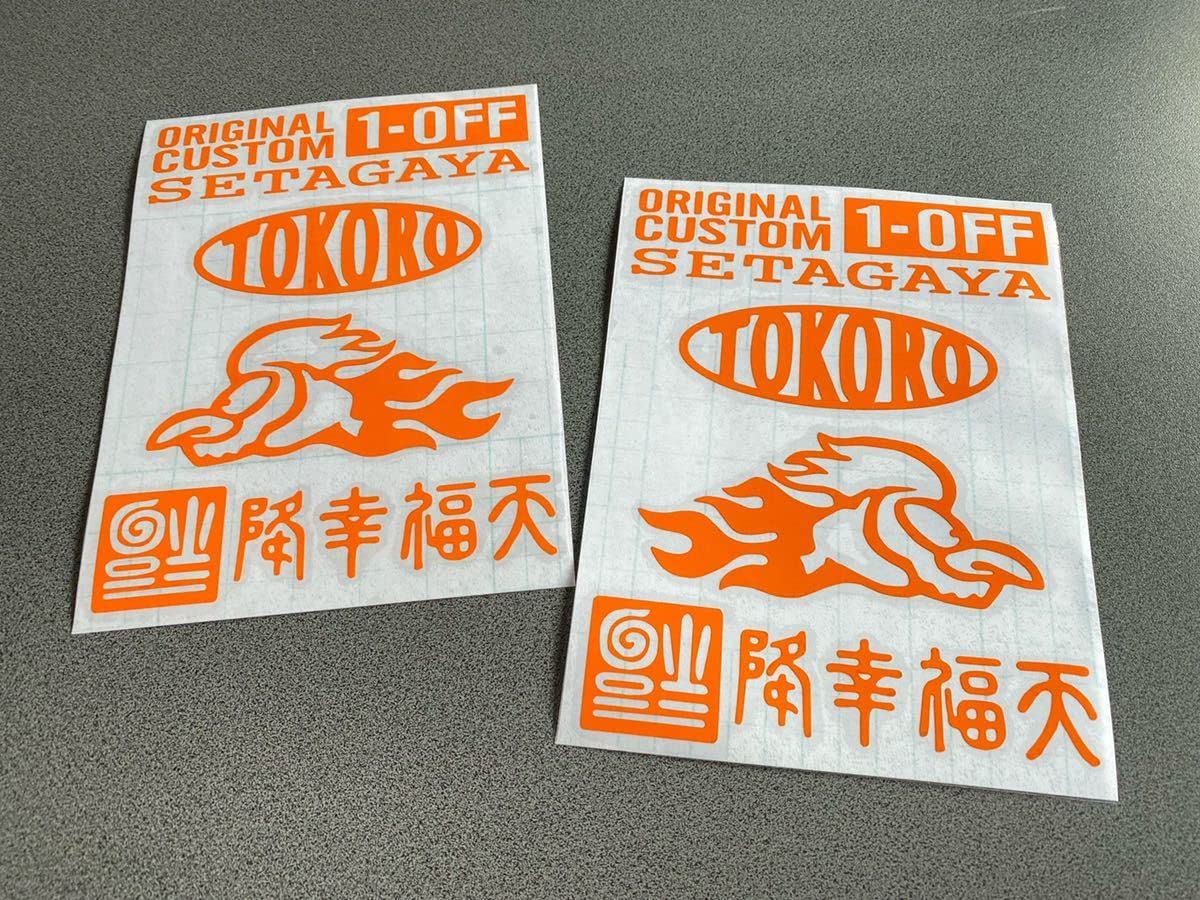 ORIGINAL
CUSTOM
1-OFF
SETAGAYA
TOKORO
降幸福天
ORIGINAL
CUSTOM
1-OFF
SETAGAYA
TOKORO
降幸福天